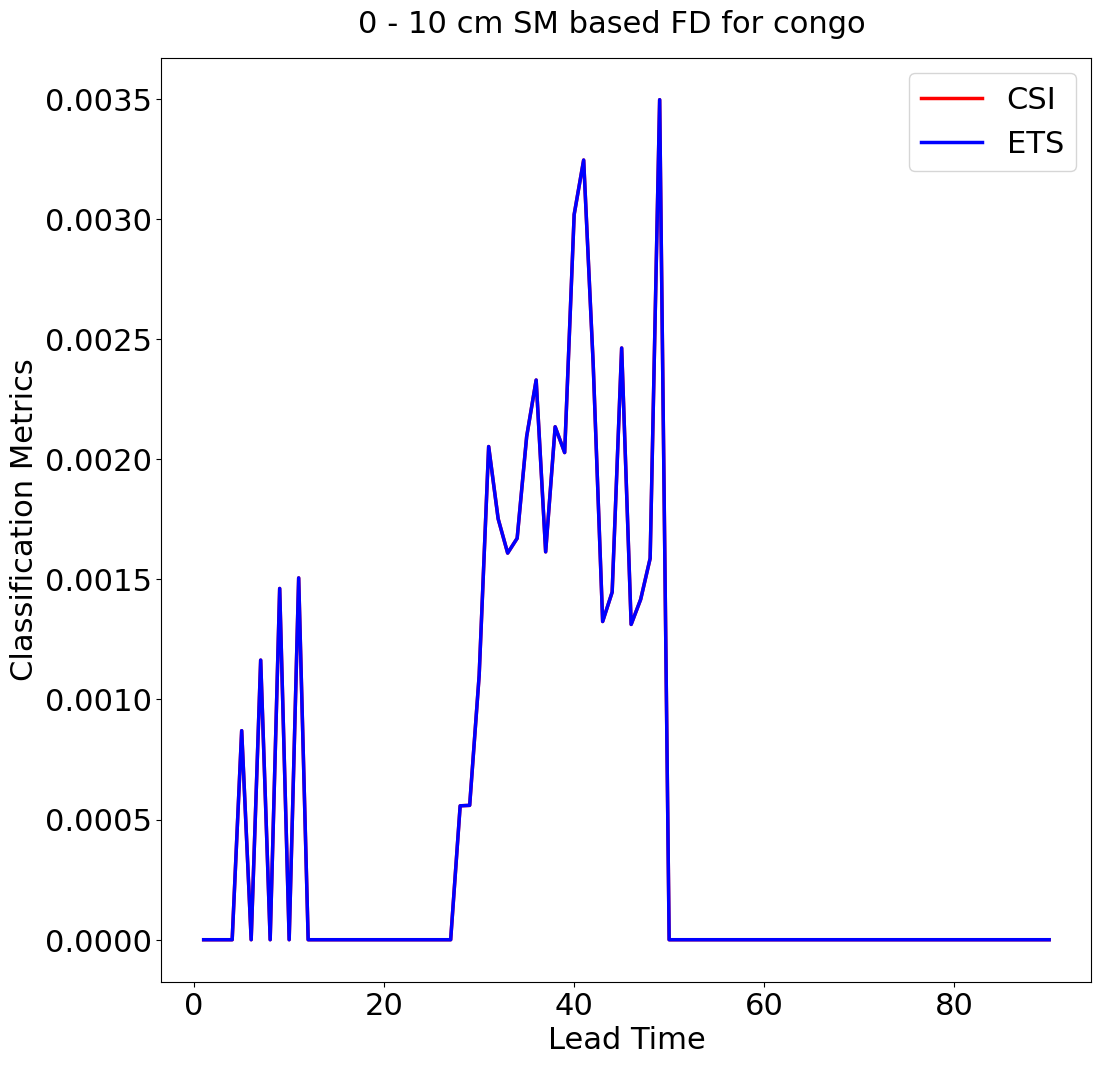 0 - 10 cm SM based FD for congo
CSI
ETS
Classification Metrics
0.0035
0.0030
0.0025
0.0020
0.0015
0.0010
0.0005
0.0000
0 20 40 60 80
Lead Time